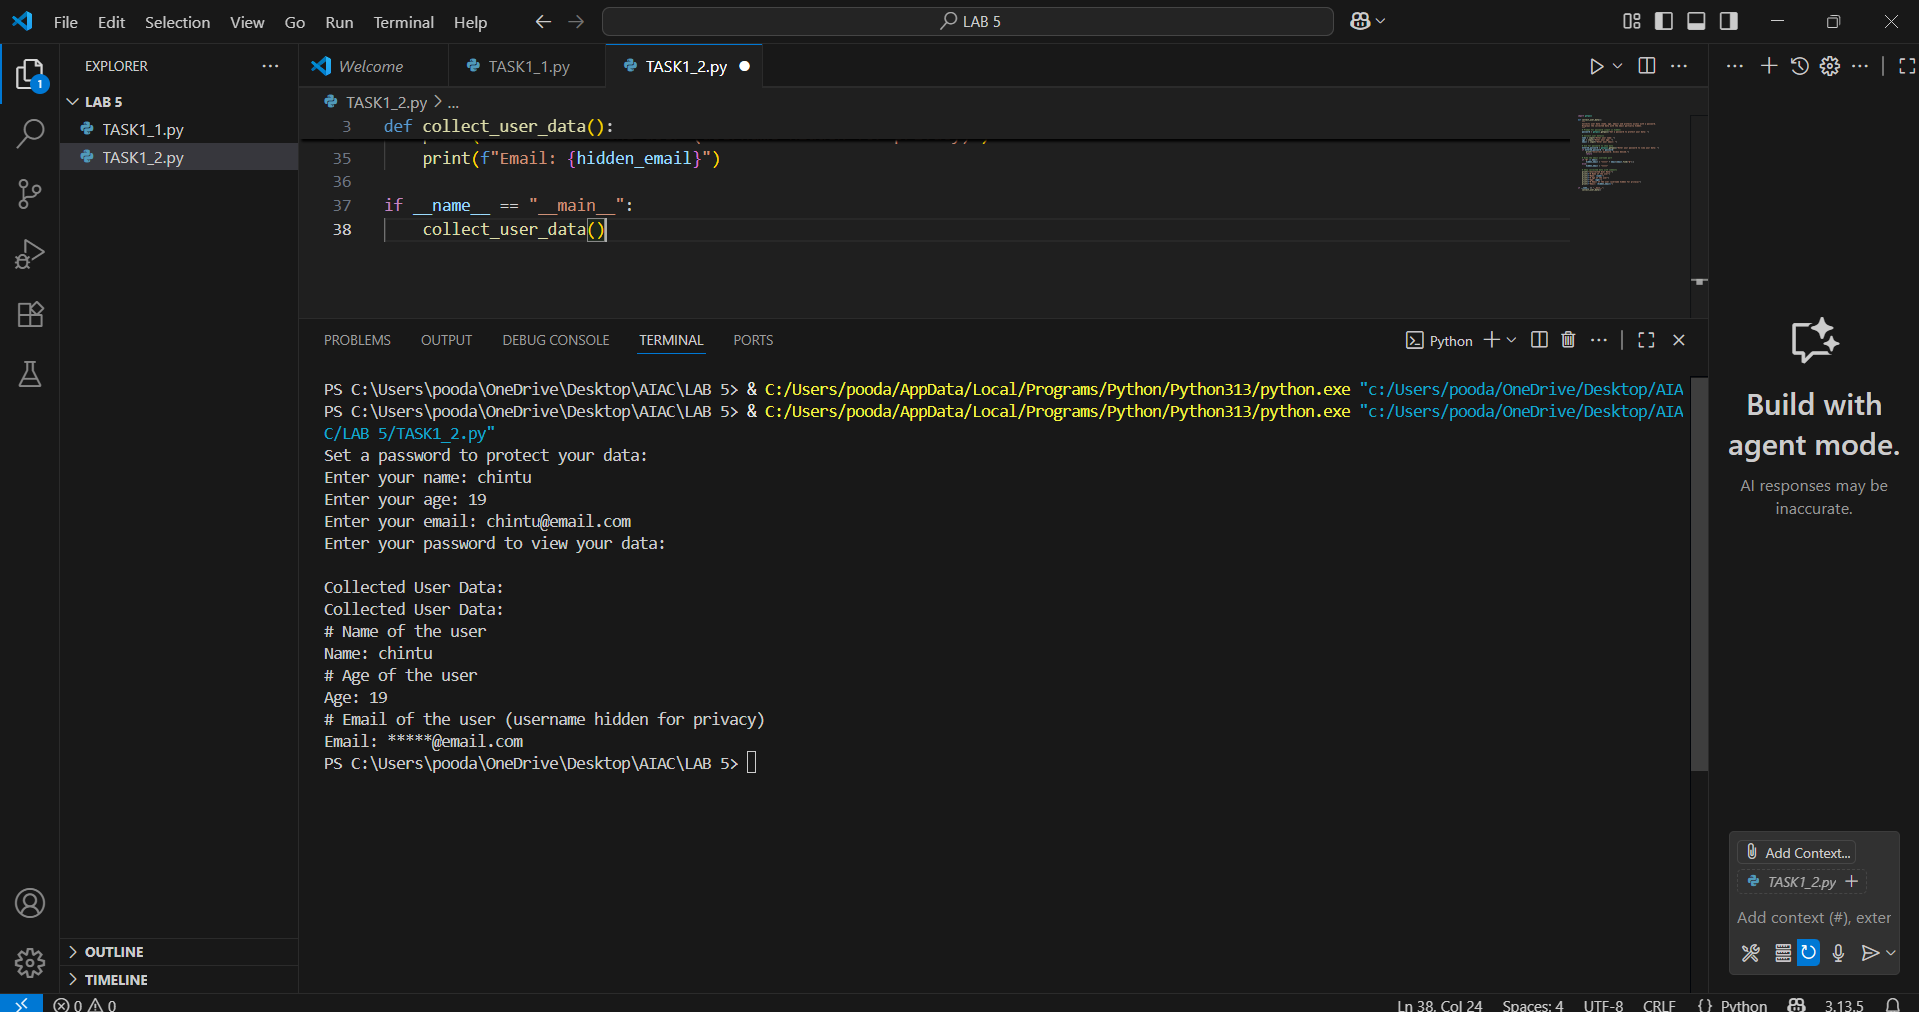 File Edit Selection View Go Run Terminal Help
LAB 5
EXPLORER
LAB 5
TASK1_1.py
TASK1_2.py
1
Welcome
TASK1_1.py
TASK1_2.py
TASK1_2.py > ...
3 def collect_user_data():
35 print(f"Email: {hidden_email}")
36
37 if __name__ == "__main__":
38 collect_user_data()
PROBLEMS OUTPUT DEBUG CONSOLE TERMINAL PORTS
Python
PS C:\Users\pooda\OneDrive\Desktop\AIAC\LAB 5> & C:/Users/pooda/AppData/Local/Programs/Python/Python313/python.exe "c:/Users/pooda/OneDrive/Desktop/AIA
PS C:\Users\pooda\OneDrive\Desktop\AIAC\LAB 5> & C:/Users/pooda/AppData/Local/Programs/Python/Python313/python.exe "c:/Users/pooda/OneDrive/Desktop/AIA
C/LAB 5/TASK1_2.py"
Set a password to protect your data:
Enter your name: chintu
Enter your age: 19
Enter your email: chintu@email.com
Enter your password to view your data:
Collected User Data:
Collected User Data:
# Name of the user
Name: chintu
# Age of the user
Age: 19
# Email of the user (username hidden for privacy)
Email: *****@email.com
PS C:\Users\pooda\OneDrive\Desktop\AIAC\LAB 5>
Build with
agent mode.
AI responses may be
inaccurate.
Add Context...
TASK1_2.py +
Add context (#), exter
OUTLINE
TIMELINE
0 0
Ln 38, Col 24 Spaces: 4 UTF-8 CRLF {} Python 3.13.5